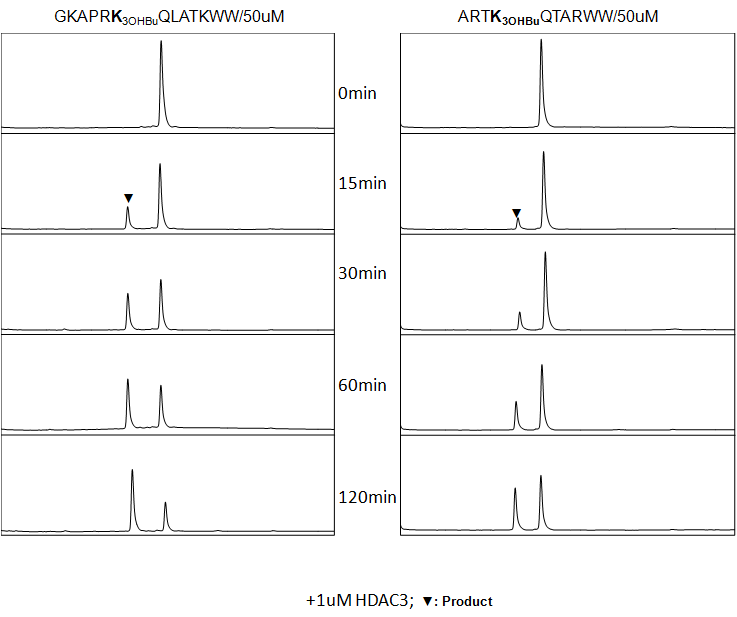 GKAPRK3OHBuQLATKWW/50uM
ARTK3OHBuQTARWW/50uM
0min
15min
30min
60min
120min
+1uM HDAC3; ▼: Product